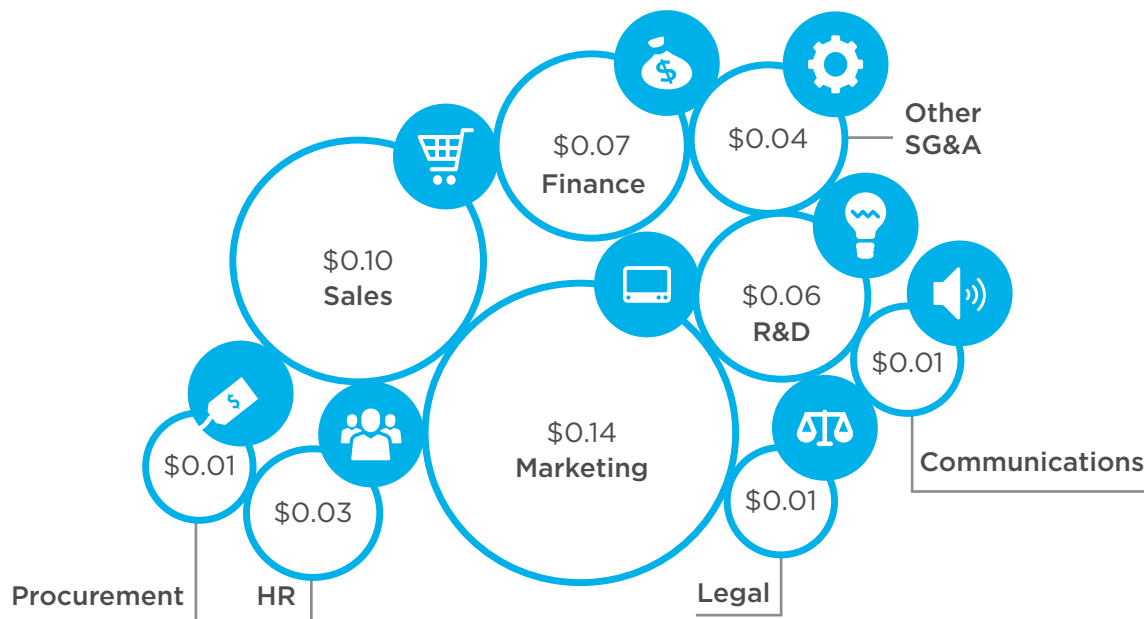 $0.07
Finance
$0.04
Other
SG&A
$0.10
Sales
$0.06
R&D
$0.01
Communications
$0.14
Marketing
$0.01
Legal
$0.01
Procurement
$0.03
HR
$
$